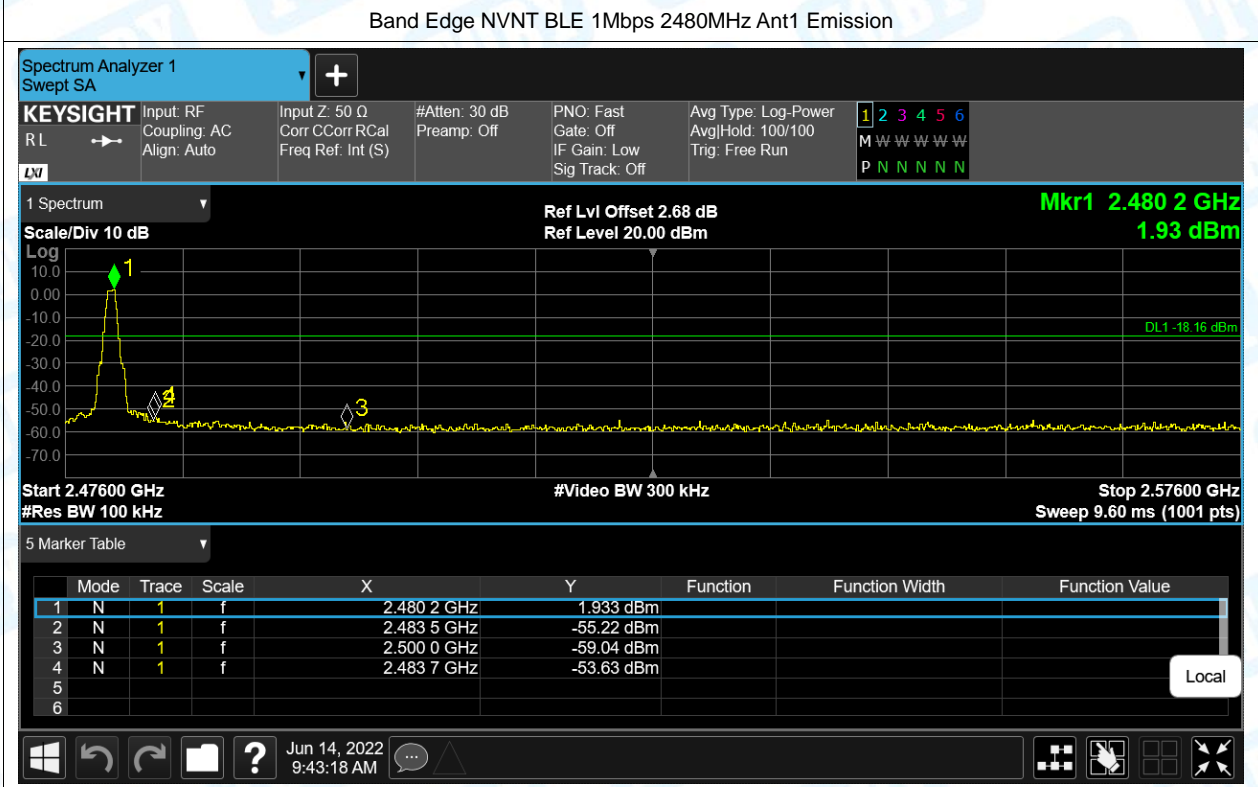 Band Edge NVNT BLE 1Mbps 2480MHz Ant1 Emission
Spectrum Analyzer 1
Swept SA
+
KEYSIGHT
RL
LXI
Input: RF
Coupling: AC
Align: Auto
Input Z: 50 Ω
Corr CCorr RCal
Freq Ref: Int (S)
#Atten: 30 dB
Preamp: Off
PNO: Fast
Gate: Off
IF Gain: Low
Sig Track: Off
Avg Type: Log-Power
Avg|Hold: 100/100
Trig: Free Run
1 2 3 4 5 6
M W W W W W
P N N N N N
1 Spectrum
Scale/Div 10 dB
Ref Lvl Offset 2.68 dB
Ref Level 20.00 dBm
Mkr1 2.480 2 GHz
1.93 dBm
Log
10.0
0.00
-10.0
-20.0
-30.0
-40.0
-50.0
-60.0
-70.0
1
DL1 -18.16 dBm
4
2
3
Start 2.47600 GHz
#Res BW 100 kHz
#Video BW 300 kHz
Stop 2.57600 GHz
Sweep 9.60 ms (1001 pts)
5 Marker Table
Mode Trace Scale X Y Function Function Width Function Value
1 N 1 f 2.480 2 GHz 1.933 dBm
2 N 1 f 2.483 5 GHz -55.22 dBm
3 N 1 f 2.500 0 GHz -59.04 dBm
4 N 1 f 2.483 7 GHz -53.63 dBm
5
6
Local
?
Jun 14, 2022
9:43:18 AM